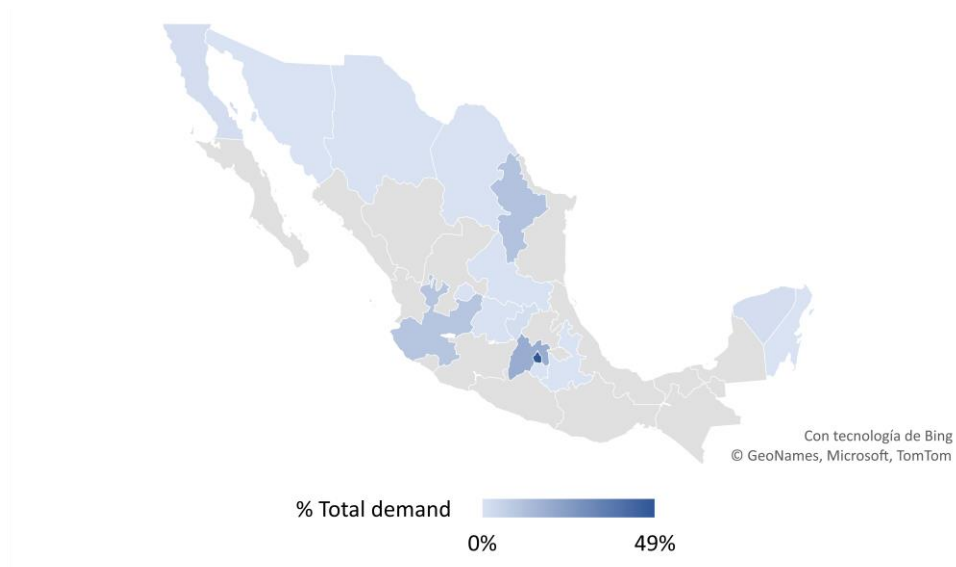 Con tecnología de Bing
© GeoNames, Microsoft, TomTom
% Total demand
0%
49%